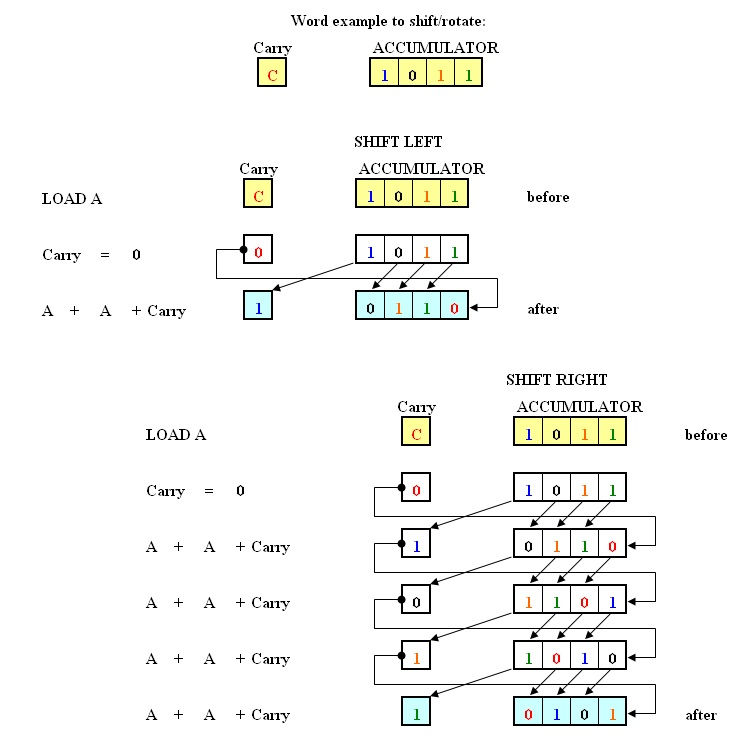 Word example to shift/rotate:
Carry ACCUMULATOR
C 1 0 1 1
SHIFT LEFT
Carry ACCUMULATOR
LOAD A C 1 0 1 1 before
Carry = 0 0 1 0 1 1
A + A + Carry 1 0 1 1 0 after
SHIFT RIGHT
Carry ACCUMULATOR
LOAD A C 1 0 1 1 before
Carry = 0 0 1 0 1 1
A + A + Carry 1 0 1 1 0
A + A + Carry 0 1 1 0 1
A + A + Carry 1 1 0 1 0
A + A + Carry 1 0 1 0 1 after